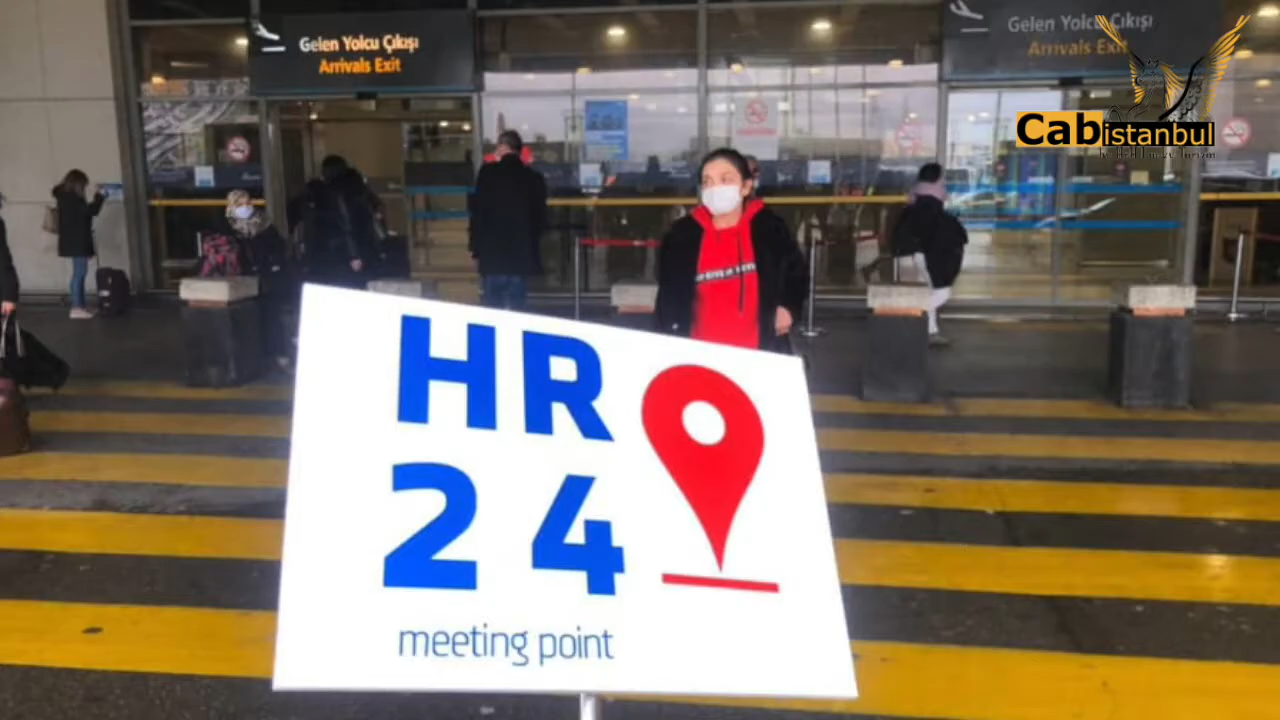 Gelen Yolcu Çıkışı
Arrivals Exit
Gelen Yolcu Çıkışı
Arrivals Exit
Cabistanbul
HR
24
meeting point